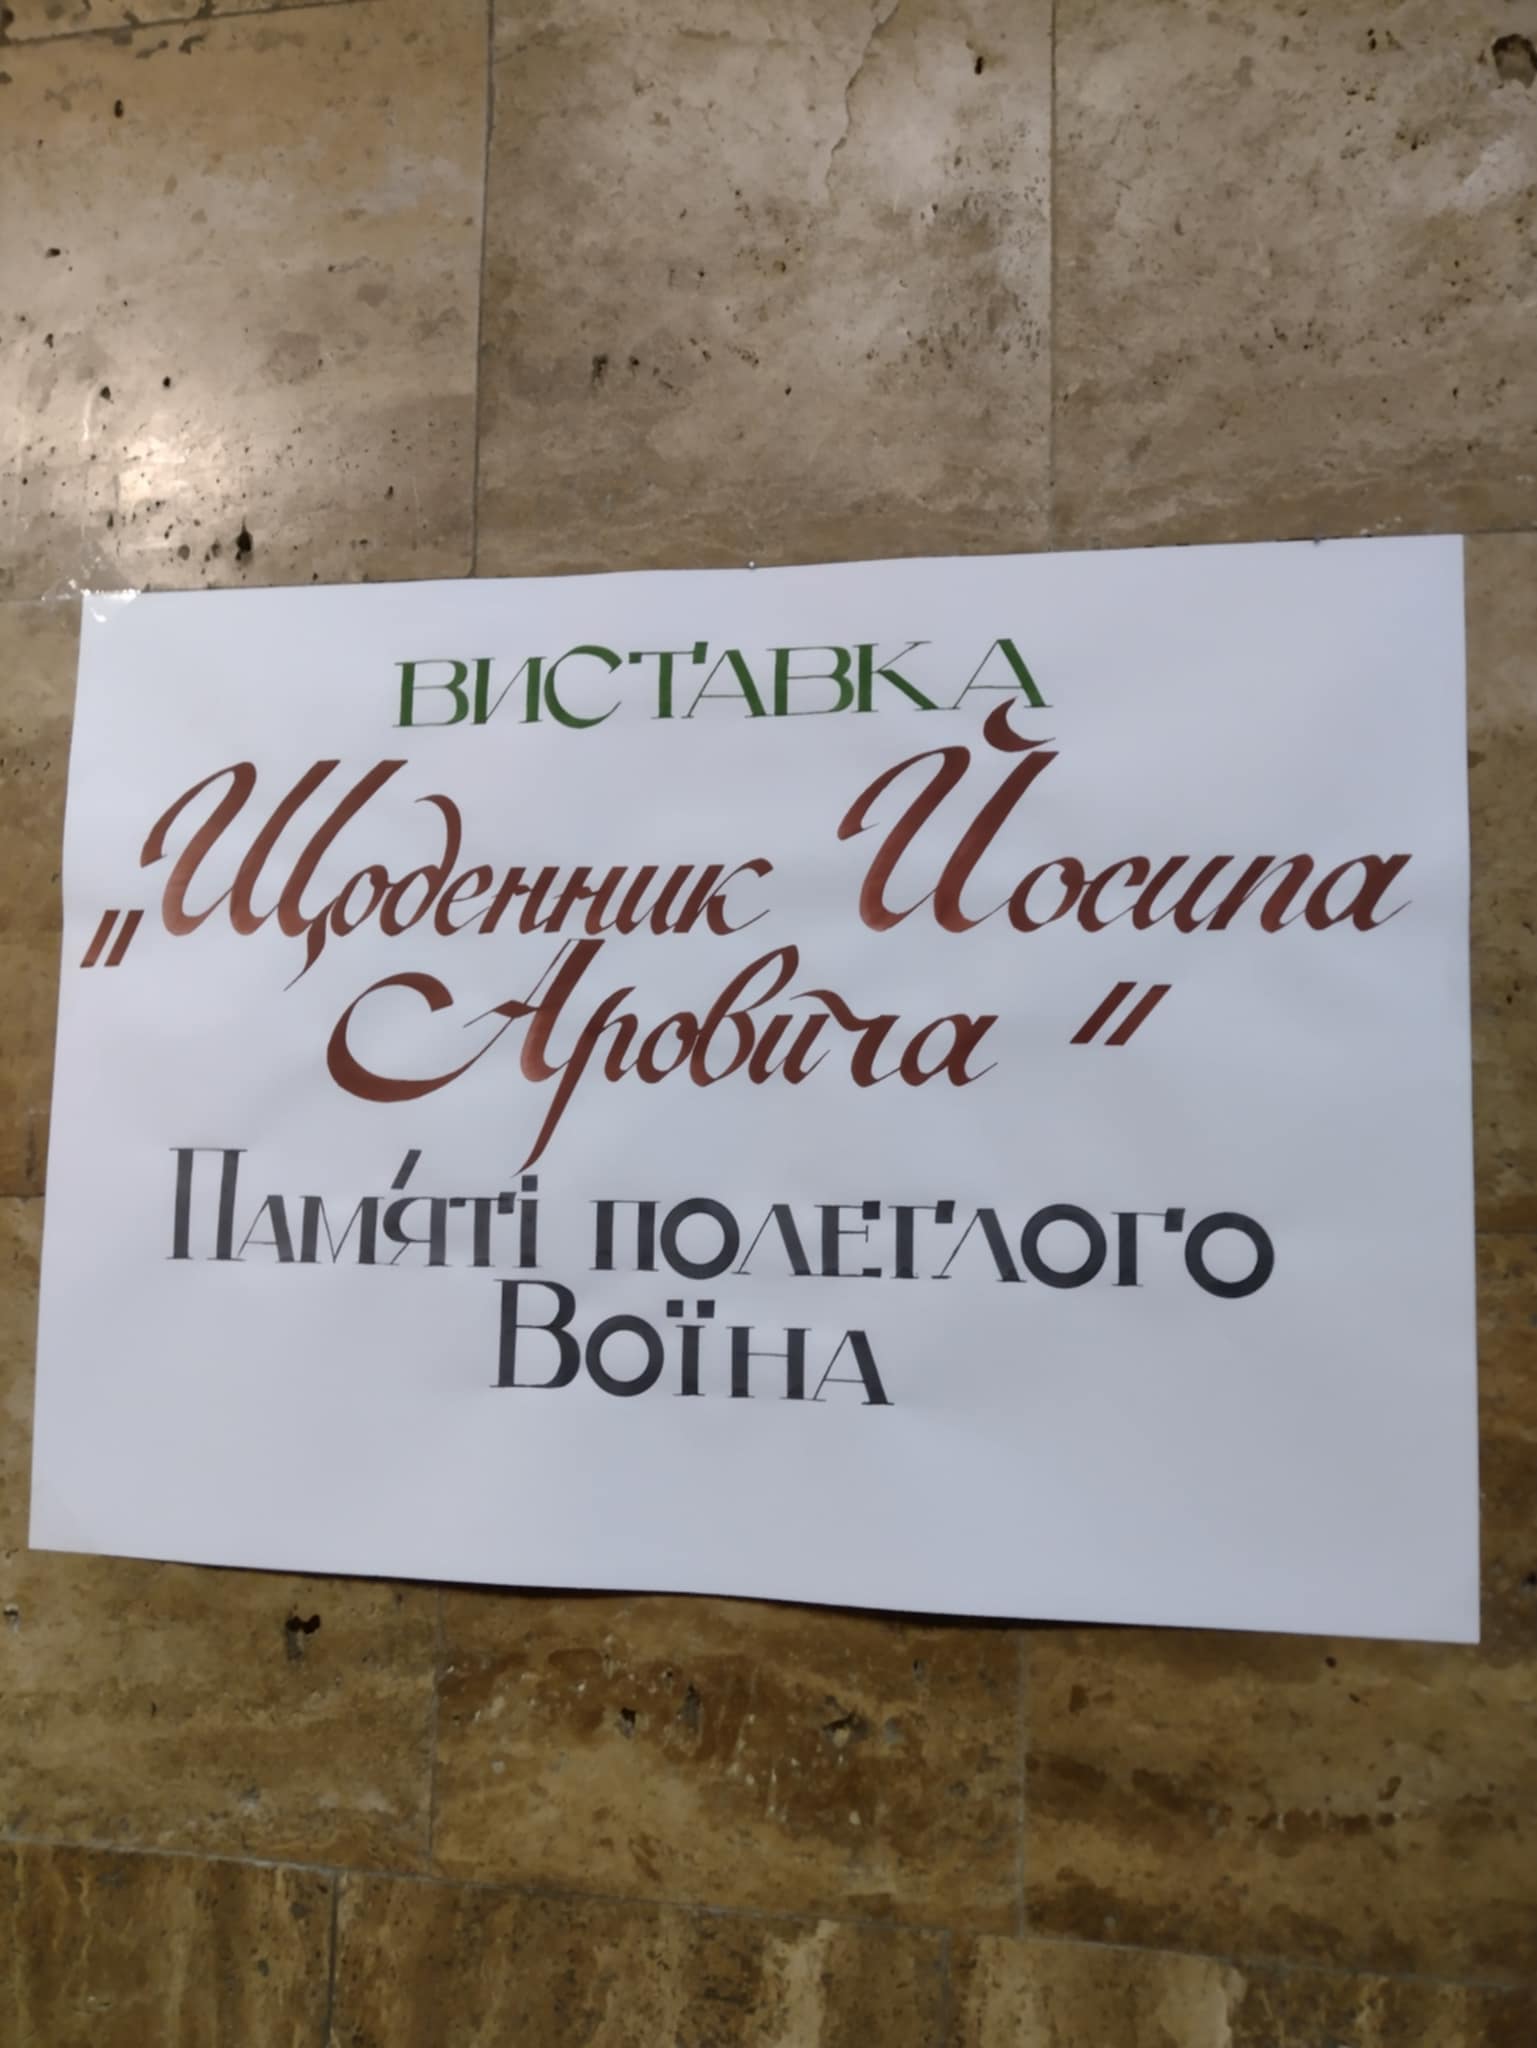 ВИСТАВКА
„Щоденник Йосипа
Аровича"
Пам'яті полеглого
Воїна